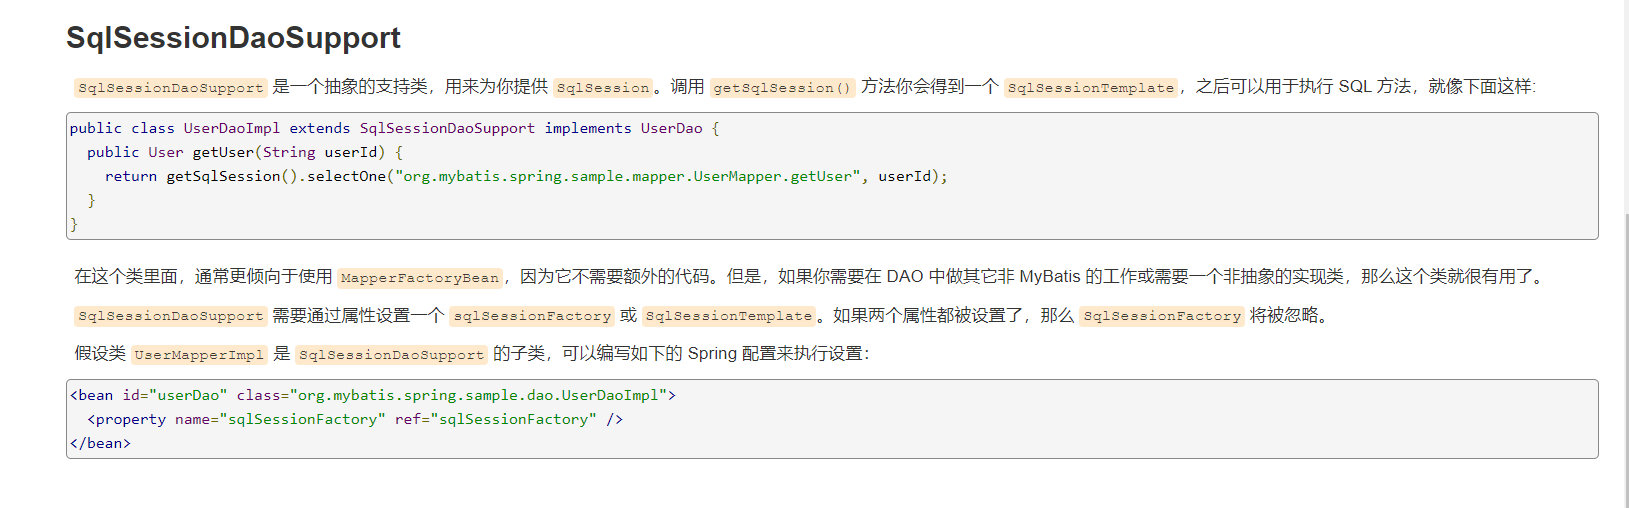 SqlSessionDaoSupport
SqlSessionDaoSupport 是一个抽象的支持类，用来为你提供 SqlSession。调用 getSqlSession() 方法你会得到一个 SqlSessionTemplate，之后可以用于执行 SQL 方法，就像下面这样:
public class UserDaoImpl extends SqlSessionDaoSupport implements UserDao {
  public User getUser(String userId) {
    return getSqlSession().selectOne("org.mybatis.spring.sample.mapper.UserMapper.getUser", userId);
  }
}
在这个类里面，通常更倾向于使用 MapperFactoryBean，因为它不需要额外的代码。但是，如果你需要在 DAO 中做其它非 MyBatis 的工作或需要一个非抽象的实现类，那么这个类就很有用了。
SqlSessionDaoSupport 需要通过属性设置一个 sqlSessionFactory 或 SqlSessionTemplate。如果两个属性都被设置了，那么 SqlSessionFactory 将被忽略。
假设类 UserMapperImpl 是 SqlSessionDaoSupport 的子类，可以编写如下的 Spring 配置来执行设置：
<bean id="userDao" class="org.mybatis.spring.sample.dao.UserDaoImpl">
  <property name="sqlSessionFactory" ref="sqlSessionFactory" />
</bean>